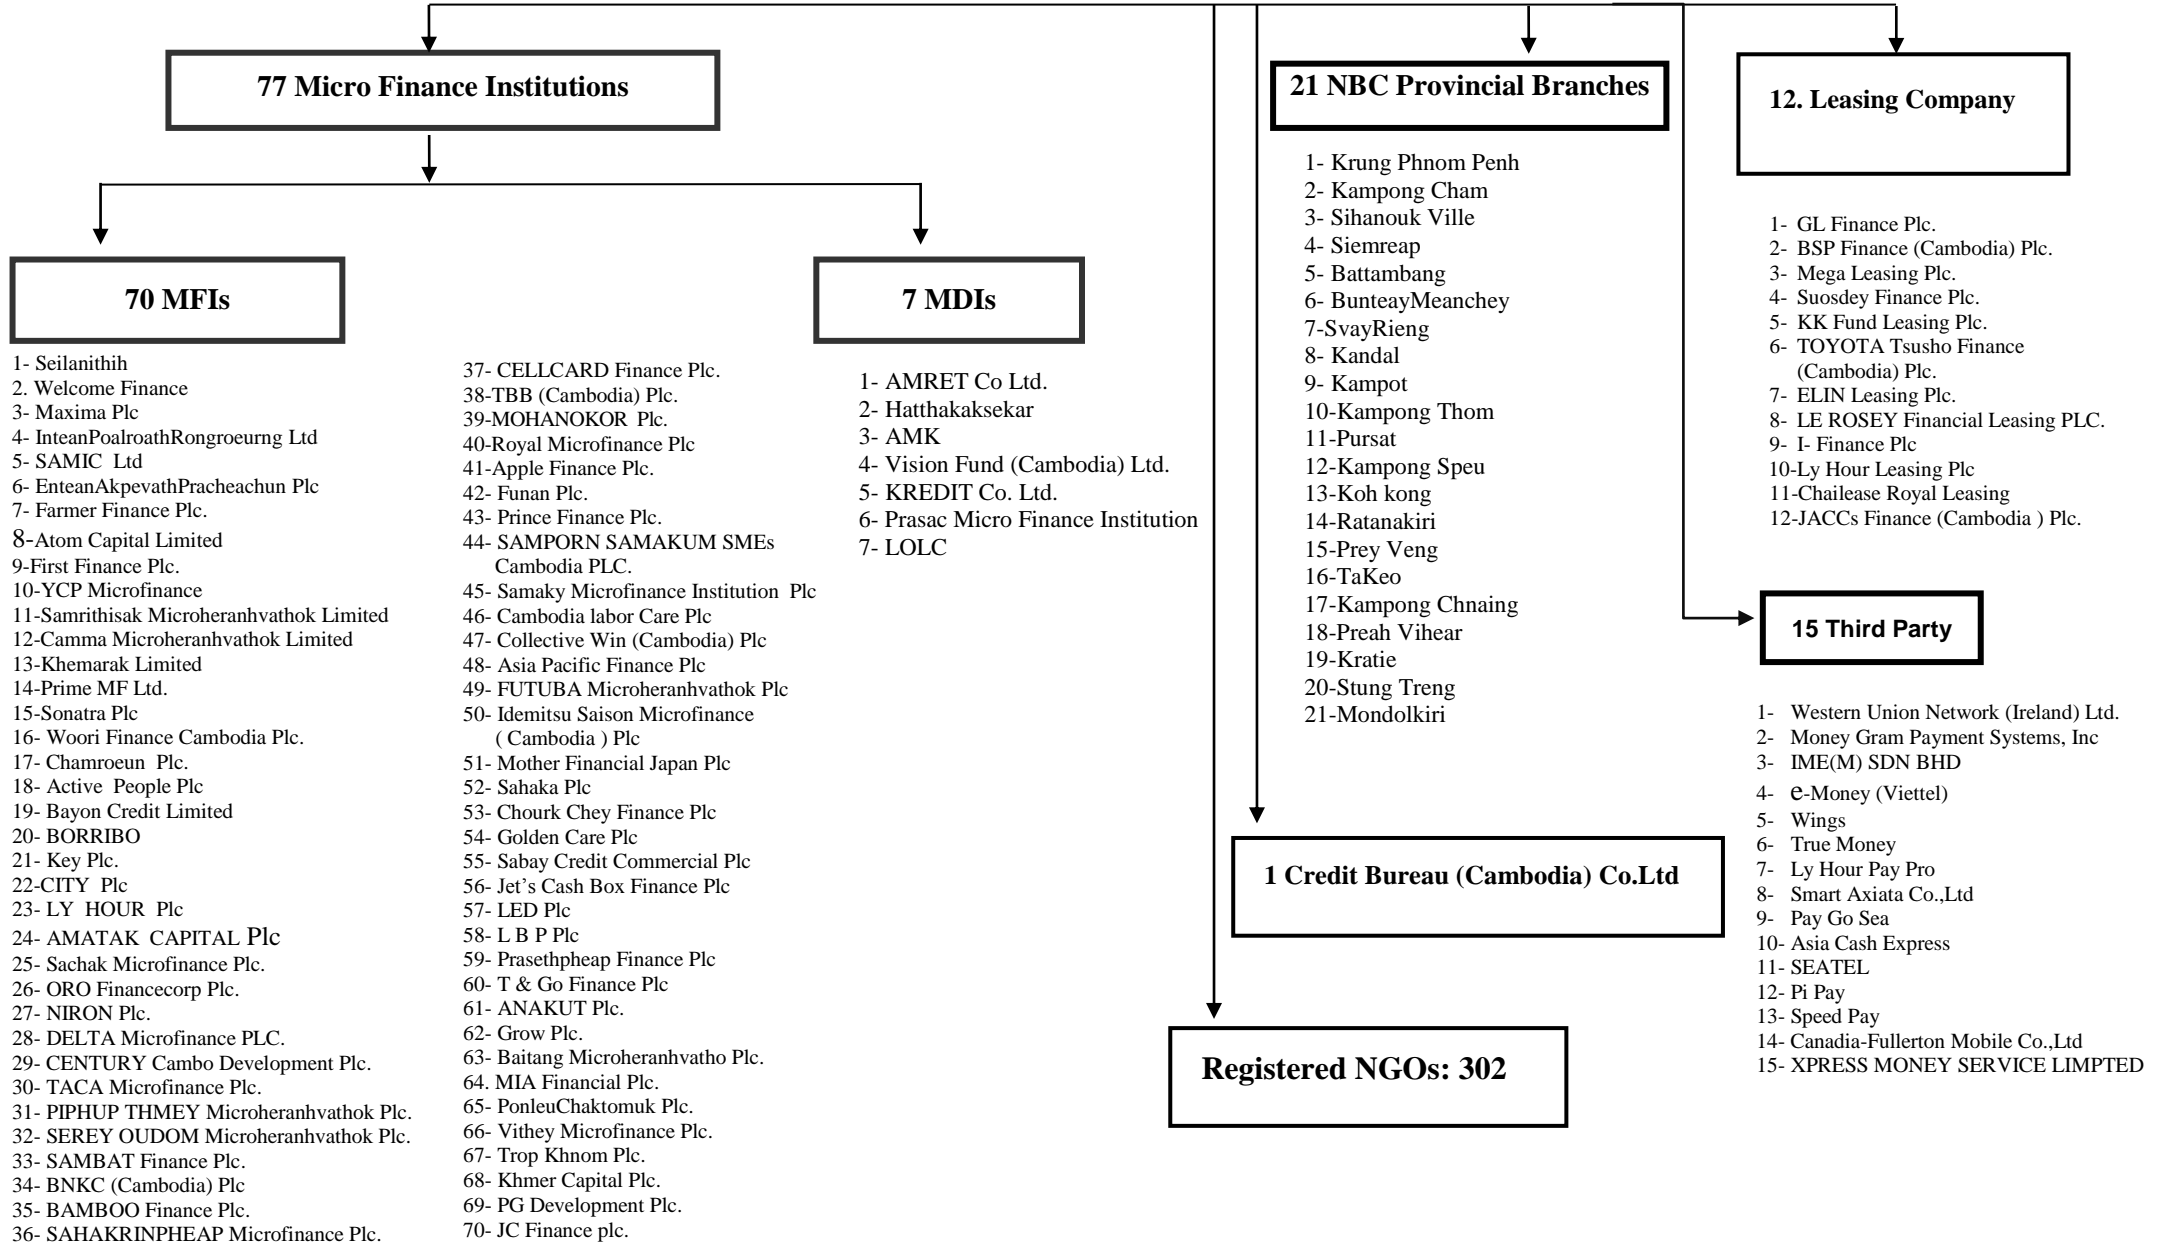 77 Micro Finance Institutions
70 MFIs
1- Seilanithih
2. Welcome Finance
3- Maxima Plc
4- InteanPoalroathRongroeurng Ltd
5- SAMIC Ltd
6- EnteanAkpevathPracheachun Plc
7- Farmer Finance Plc.
8-Atom Capital Limited
9-First Finance Plc.
10-YCP Microfinance
11-Samrithisak Microheranhvathok Limited
12-Camma Microheranhvathok Limited
13-Khemarak Limited
14-Prime MF Ltd.
15-Sonatra Plc
16- Woori Finance Cambodia Plc.
17- Chamroeun Plc.
18- Active People Plc
19- Bayon Credit Limited
20- BORRIBO
21- Key Plc.
22-CITY Plc
23- LY HOUR Plc
24- AMATAK CAPITAL Plc
25- Sachak Microfinance Plc.
26- ORO Financecorp Plc.
27- NIRON Plc.
28- DELTA Microfinance PLC.
29- CENTURY Cambo Development Plc.
30- TACA Microfinance Plc.
31- PIPHUP THMEY Microheranhvathok Plc.
32- SEREY OUDOM Microheranhvathok Plc.
33- SAMBAT Finance Plc.
34- BNKC (Cambodia) Plc
35- BAMBOO Finance Plc.
36- SAHAKRINPHEAP Microfinance Plc.
37- CELLCARD Finance Plc.
38-TBB (Cambodia) Plc.
39-MOHANOKOR Plc.
40-Royal Microfinance Plc
41-Apple Finance Plc.
42- Funan Plc.
43- Prince Finance Plc.
44- SAMPORN SAMAKUM SMEs
Cambodia PLC.
45- Samaky Microfinance Institution Plc
46- Cambodia labor Care Plc
47- Collective Win (Cambodia) Plc
48- Asia Pacific Finance Plc
49- FUTUBA Microheranhvathok Plc
50- Idemitsu Saison Microfinance
( Cambodia ) Plc
51- Mother Financial Japan Plc
52- Sahaka Plc
53- Chourk Chey Finance Plc
54- Golden Care Plc
55- Sabay Credit Commercial Plc
56- Jet's Cash Box Finance Plc
57- LED Plc
58- L B P Plc
59- Prasethpheap Finance Plc
60- T & Go Finance Plc
61- ANAKUT Plc.
62- Grow Plc.
63- Baitang Microheranhvatho Plc.
64. MIA Financial Plc.
65- PonleuChaktomuk Plc.
66- Vithey Microfinance Plc.
67- Trop Khnom Plc.
68- Khmer Capital Plc.
69- PG Development Plc.
70- JC Finance plc.
7 MDIs
1- AMRET Co Ltd.
2- Hatthakaksekar
3- AMK
4- Vision Fund (Cambodia) Ltd.
5- KREDIT Co. Ltd.
6- Prasac Micro Finance Institution
7- LOLC
21 NBC Provincial Branches
1- Krung Phnom Penh
2- Kampong Cham
3- Sihanouk Ville
4- Siemreap
5- Battambang
6- BunteayMeanchey
7-SvayRieng
8- Kandal
9- Kampot
10-Kampong Thom
11-Pursat
12-Kampong Speu
13-Koh kong
14-Ratanakiri
15-Prey Veng
16-TaKeo
17-Kampong Chnaing
18-Preah Vihear
19-Kratie
20-Stung Treng
21-Mondolkiri
1 Credit Bureau (Cambodia) Co.Ltd
Registered NGOs: 302
12. Leasing Company
1- GL Finance Plc.
2- BSP Finance (Cambodia) Plc.
3- Mega Leasing Plc.
4- Suosdey Finance Plc.
5- KK Fund Leasing Plc.
6- TOYOTA Tsusho Finance
(Cambodia) Plc.
7- ELIN Leasing Plc.
8- LE ROSEY Financial Leasing PLC.
9- I- Finance Plc
10-Ly Hour Leasing Plc
11-Chailease Royal Leasing
12-JACCs Finance (Cambodia ) Plc.
15 Third Party
1- Western Union Network (Ireland) Ltd.
2- Money Gram Payment Systems, Inc
3- IME(M) SDN BHD
4- e-Money (Viettel)
5- Wings
6- True Money
7- Ly Hour Pay Pro
8- Smart Axiata Co.,Ltd
9- Pay Go Sea
10- Asia Cash Express
11- SEATEL
12- Pi Pay
13- Speed Pay
14- Canadia-Fullerton Mobile Co.,Ltd
15- XPRESS MONEY SERVICE LIMPTED